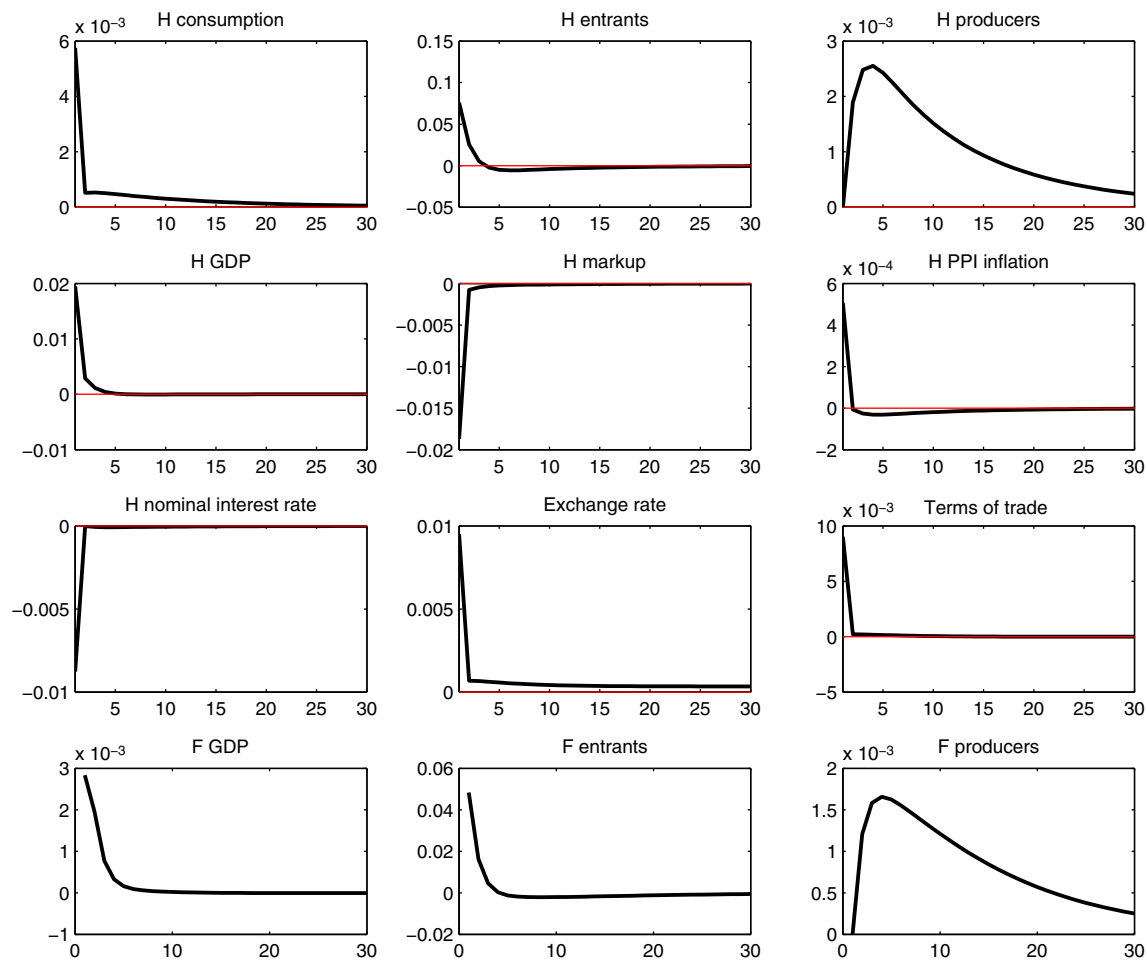 H consumption
x 10⁻³
6
4
2
0
5 10 15 20 25 30
H entrants
0.15
0.1
0.05
0
−0.05
5 10 15 20 25 30
H producers
x 10⁻³
3
2
1
0
5 10 15 20 25 30
H GDP
0.02
0.01
0
−0.01
5 10 15 20 25 30
H markup
0
−0.005
−0.01
−0.015
−0.02
5 10 15 20 25 30
H PPI inflation
x 10⁻⁴
6
4
2
0
−2
5 10 15 20 25 30
H nominal interest rate
0
−0.005
−0.01
5 10 15 20 25 30
Exchange rate
0.01
0.005
0
5 10 15 20 25 30
Terms of trade
x 10⁻³
10
5
0
−5
5 10 15 20 25 30
F GDP
x 10⁻³
3
2
1
0
−1
0 10 20 30
F entrants
0.06
0.04
0.02
0
−0.02
0 10 20 30
F producers
x 10⁻³
2
1.5
1
0.5
0
0 10 20 30